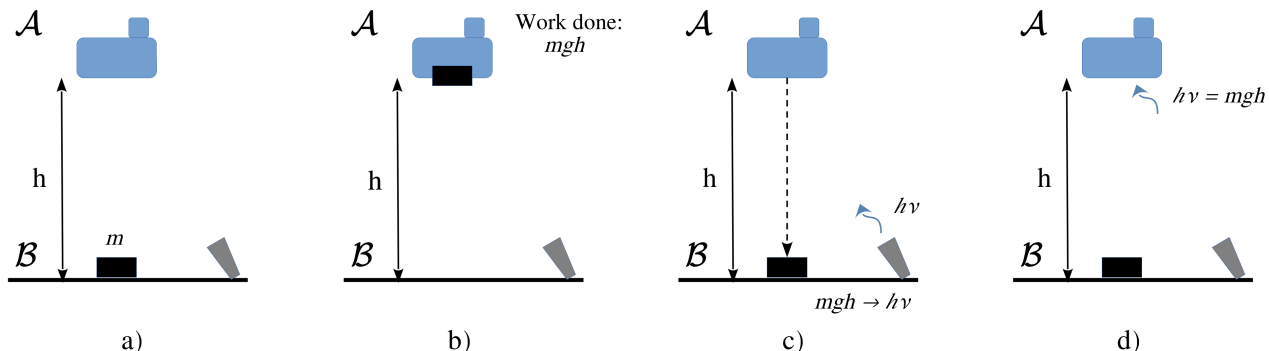 𝒜
h
m
ℬ
a)
𝒜
Work done:
mgh
h
ℬ
b)
𝒜
h
hν
ℬ
mgh → hν
c)
𝒜
hν = mgh
h
ℬ
d)